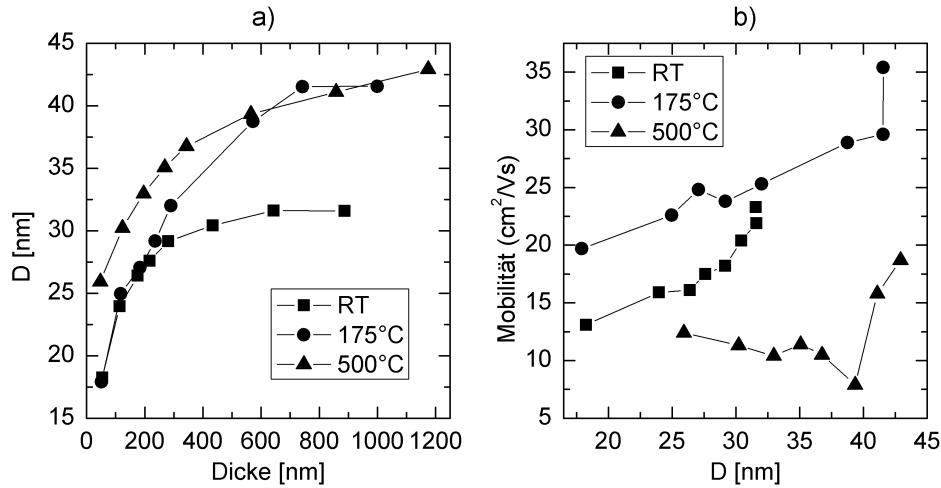 a)
45
40
35
30
25
20
15
D [nm]
0 200 400 600 800 1000 1200
Dicke [nm]
RT
175°C
500°C
b)
35
30
25
20
15
10
5
Mobilität (cm²/Vs)
20 25 30 35 40 45
D [nm]
RT
175°C
500°C